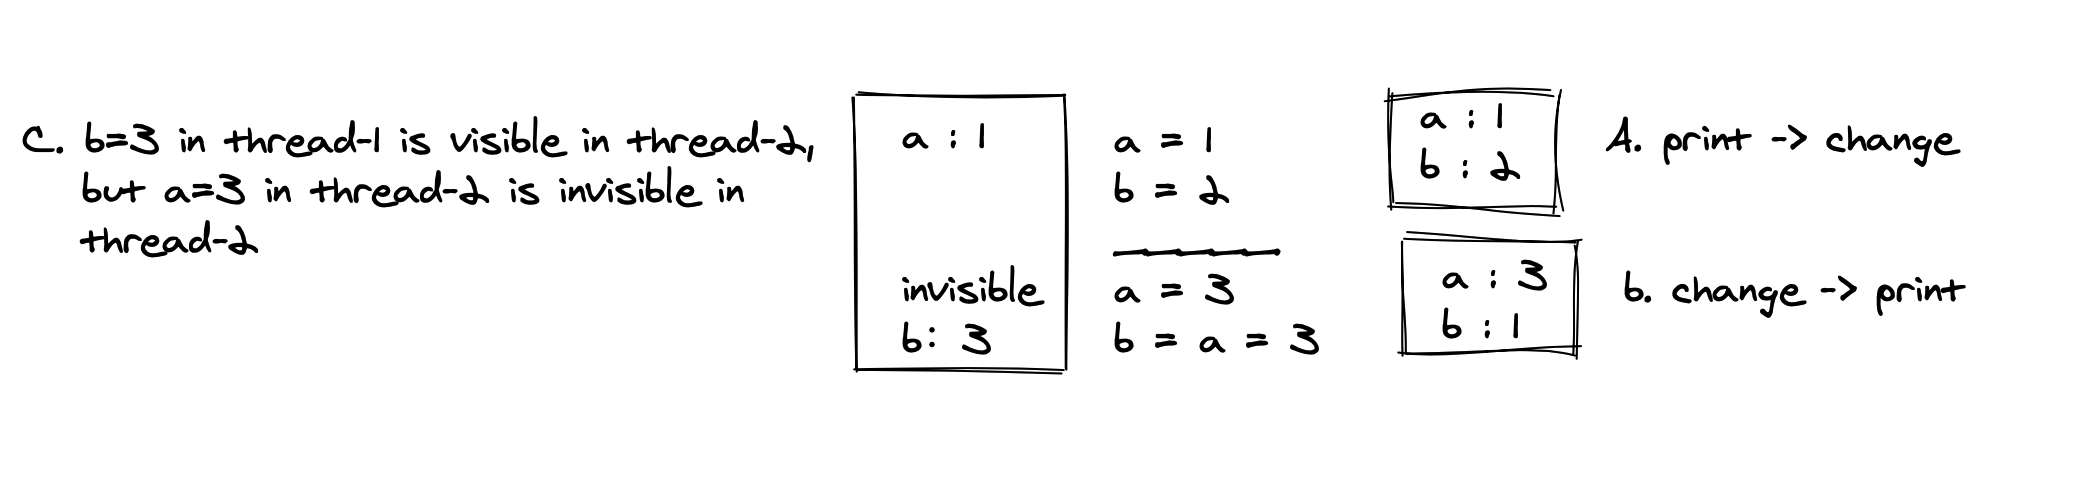 C. b=3 in thread-1 is visible in thread-2,
but a=3 in thread-2 is invisible in
thread-2
a : 1
invisible
b: 3
a = 1
b = 2
a = 3
b = a = 3
a : 1
b : 2
A. print -> change
a : 3
b : 1
b. change -> print